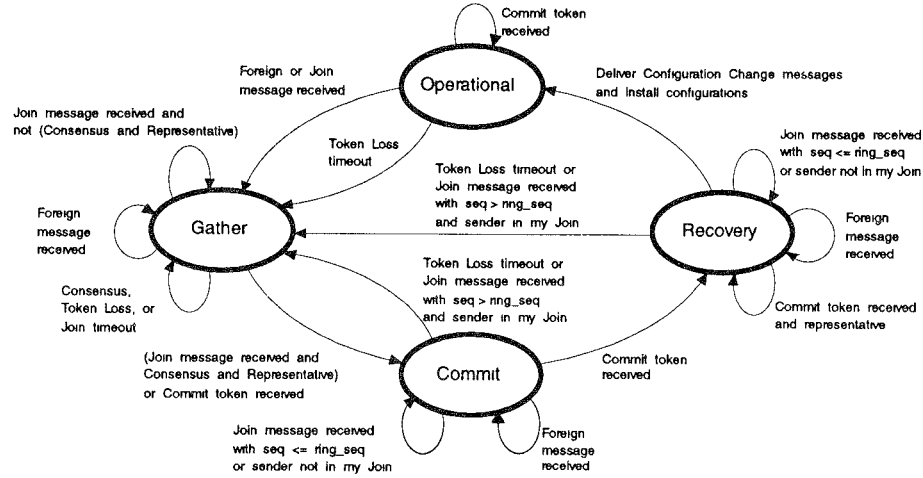 Commit token
received
Operational
Foreign or Join
message received
Deliver Configuration Change messages
and Install configurations
Join message received and
not (Consensus and Representative)
Token Loss
timeout
Join message received
with seq <= ring_seq
or sender not in my Join
Token Loss timeout or
Join message received
with seq > ring_seq
and sender in my Join
Foreign
message
received
Gather
Recovery
Foreign
message
received
Consensus,
Token Loss, or
Join timeout
Token Loss timeout or
Join message received
with seq > ring_seq
and sender in my Join
Commit token received
and representative
(Join message received and
Consensus and Representative)
or Commit token received
Commit
Commit token
received
Join message received
with seq <= ring_seq
or sender not in my Join
Foreign
message
received